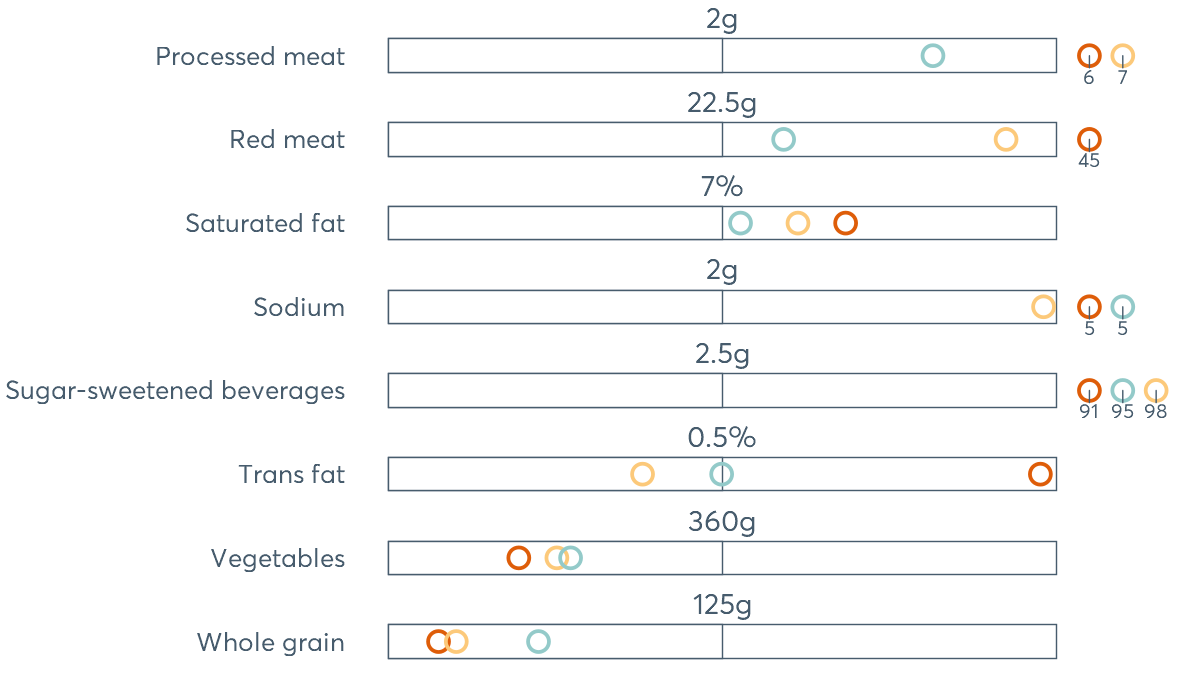 2g
Processed meat
6 7
22.5g
Red meat
45
7%
Saturated fat
2g
Sodium
5 5
2.5g
Sugar-sweetened beverages
91 95 98
0.5%
Trans fat
360g
Vegetables
125g
Whole grain